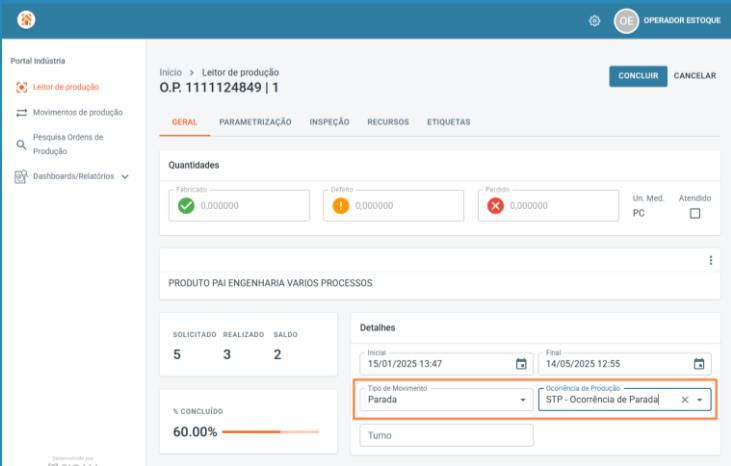 OE OPERADOR ESTOQUE
Portal Indústria
Leitor de produção
Movimentos de produção
Pesquisa Ordens de
Produção
Dashboards/Relatórios
Desenvolvido por
Início > Leitor de produção
O.P. 1111124849 | 1
CONCLUIR CANCELAR
GERAL PARAMETRIZAÇÃO INSPEÇÃO RECURSOS ETIQUETAS
Quantidades
Fabricado Defeito Perdido
0,000000 0,000000 0,000000
Un. Med. Atendido
PC
PRODUTO PAI ENGENHARIA VARIOS PROCESSOS
SOLICITADO REALIZADO SALDO
5 3 2
% CONCLUÍDO
60.00%
Detalhes
Inicial Final
15/01/2025 13:47 14/05/2025 12:55
Tipo de Movimento Ocorrência de Produção
Parada STP - Ocorrência de Parada
Turno